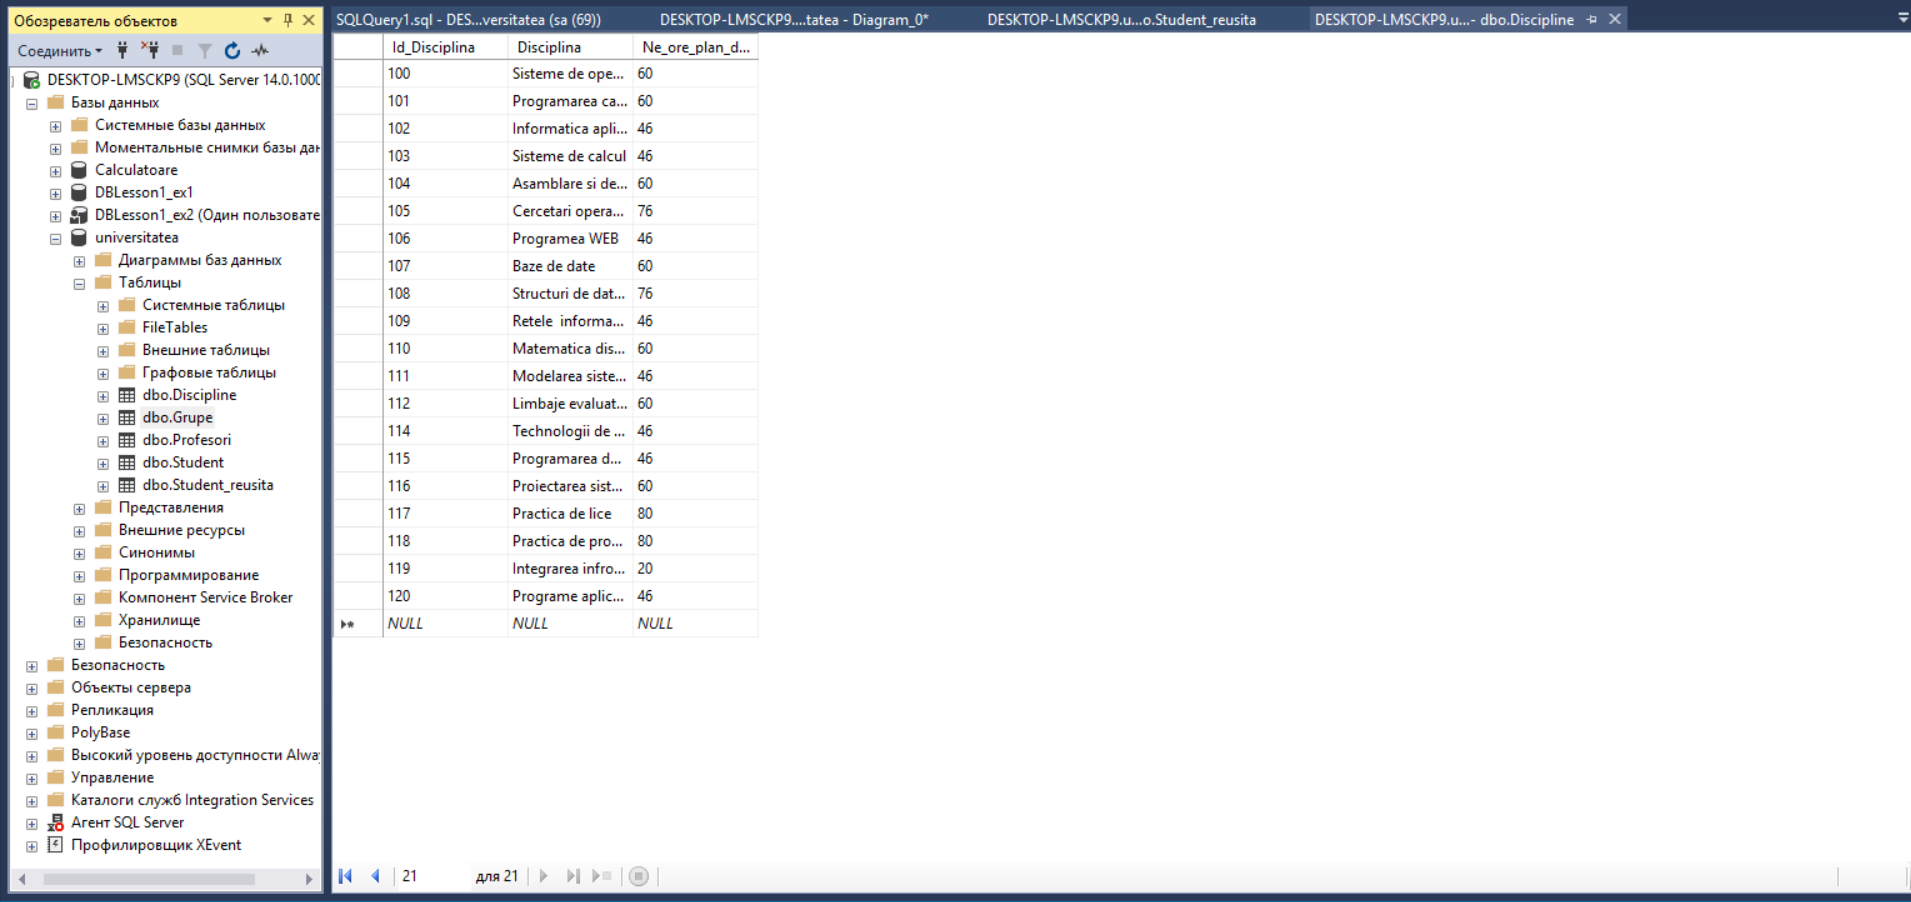 Обозреватель объектов
Соединить
DESKTOP-LMSCKP9 (SQL Server 14.0.100
Базы данных
Системные базы данных
Моментальные снимки базы дан
Calculatoare
DBLesson1_ex1
DBLesson1_ex2 (Один пользовате
universitatea
Диаграммы баз данных
Таблицы
Системные таблицы
FileTables
Внешние таблицы
Графовые таблицы
dbo.Discipline
dbo.Grupe
dbo.Profesori
dbo.Student
dbo.Student_reusita
Представления
Внешние ресурсы
Синонимы
Программирование
Компонент Service Broker
Хранилище
Безопасность
Безопасность
Объекты сервера
Репликация
PolyBase
Высокий уровень доступности Alwa
Управление
Каталоги служб Integration Services
Агент SQL Server
Профилировщик XEvent
SQLQuery1.sql - DES...versitatea (sa (69)) DESKTOP-LMSCKP9....tatea - Diagram_0* DESKTOP-LMSCKP9.u...o.Student_reusita DESKTOP-LMSCKP9.u...- dbo.Discipline
Id_Disciplina Disciplina Ne_ore_plan_d...
100 Sisteme de ope... 60
101 Programarea ca... 60
102 Informatica apli... 46
103 Sisteme de calcul 46
104 Asamblare si de... 60
105 Cercetari opera... 76
106 Programea WEB 46
107 Baze de date 60
108 Structuri de dat... 76
109 Retele informa... 46
110 Matematica dis... 60
111 Modelarea siste... 46
112 Limbaje evaluat... 60
114 Technologii de ... 46
115 Programarea d... 46
116 Proiectarea sist... 60
117 Practica de lice 80
118 Practica de pro... 80
119 Integrarea infro... 20
120 Programe aplic... 46
NULL NULL NULL
21 для 21